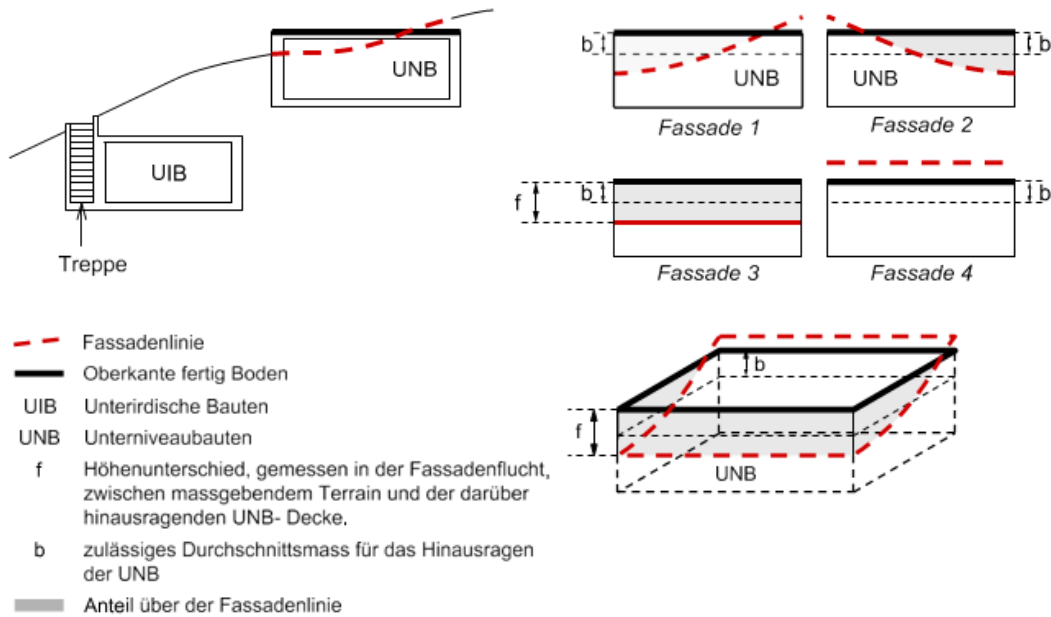 UNB
UIB
Treppe
b
UNB
Fassade 1
UNB
b
Fassade 2
f
b
Fassade 3
b
Fassade 4
Fassadenlinie
Oberkante fertig Boden
UIB Unterirdische Bauten
UNB Unterniveaubauten
f Höhenunterschied, gemessen in der Fassadenflucht,
zwischen massgebendem Terrain und der darüber
hinausragenden UNB- Decke.
b zulässiges Durchschnittsmass für das Hinausragen
der UNB
Anteil über der Fassadenlinie
b
f
UNB